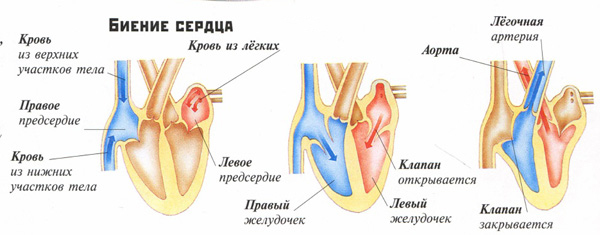 БИЕНИЕ СЕРДЦА
Кровь
из верхних
участков тела
Кровь из лёгких
Правое
предсердие
Кровь
из нижних
участков тела
Левое
предсердие
Правый
желудочек
Левый
желудочек
Клапан
открывается
Аорта
Лёгочная
артерия
Клапан
закрывается